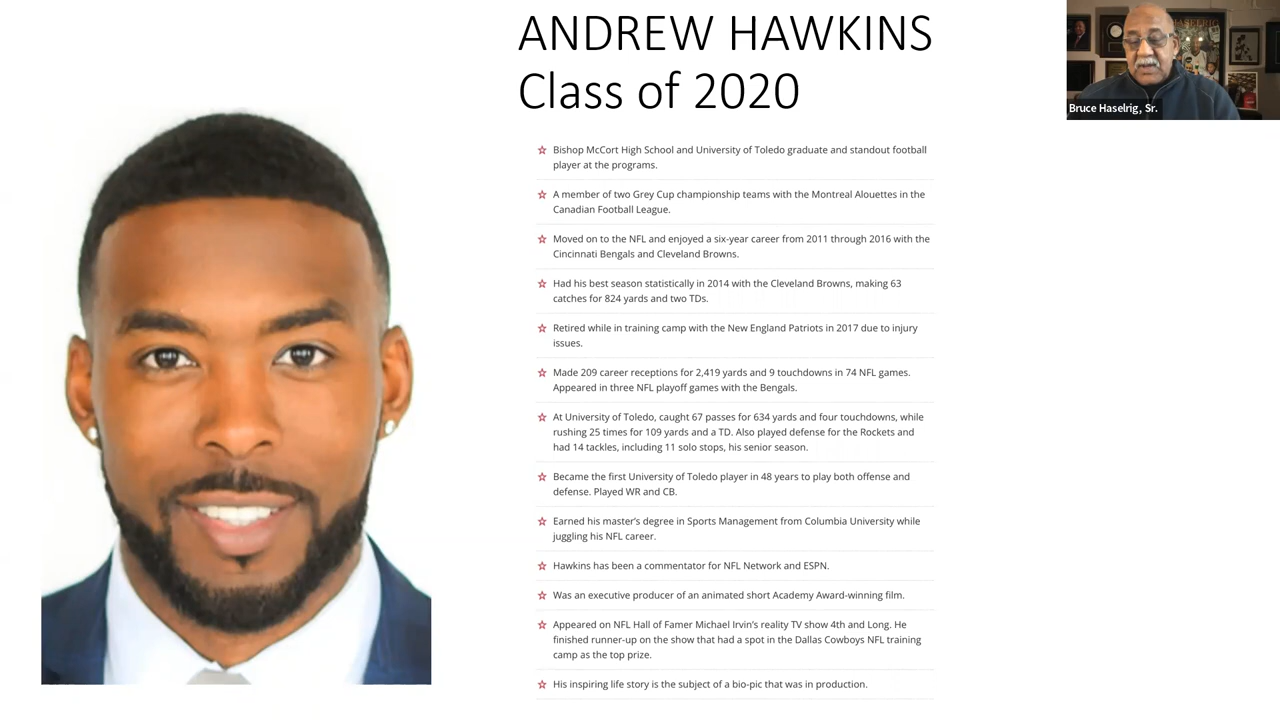 ANDREW HAWKINS
Class of 2020
Bishop McCort High School and University of Toledo graduate and standout football
player at the programs.
A member of two Grey Cup championship teams with the Montreal Alouettes in the
Canadian Football League.
Moved on to the NFL and enjoyed a six-year career from 2011 through 2016 with the
Cincinnati Bengals and Cleveland Browns.
Had his best season statistically in 2014 with the Cleveland Browns, making 63
catches for 824 yards and two TDs.
Retired while in training camp with the New England Patriots in 2017 due to injury
issues.
Made 209 career receptions for 2,419 yards and 9 touchdowns in 74 NFL games.
Appeared in three NFL playoff games with the Bengals.
At University of Toledo, caught 67 passes for 634 yards and four touchdowns, while
rushing 25 times for 109 yards and a TD. Also played defense for the Rockets and
had 14 tackles, including 11 solo stops, his senior season.
Became the first University of Toledo player in 48 years to play both offense and
defense. Played WR and CB.
Earned his master's degree in Sports Management from Columbia University while
juggling his NFL career.
Hawkins has been a commentator for NFL Network and ESPN.
Was an executive producer of an animated short Academy Award-winning film.
Appeared on NFL Hall of Famer Michael Irvin's reality TV show 4th and Long. He
finished runner-up on the show that had a spot in the Dallas Cowboys NFL training
camp as the top prize.
His inspiring life story is the subject of a bio-pic that was in production.
HASELRIG
Bruce Haselrig, Sr.